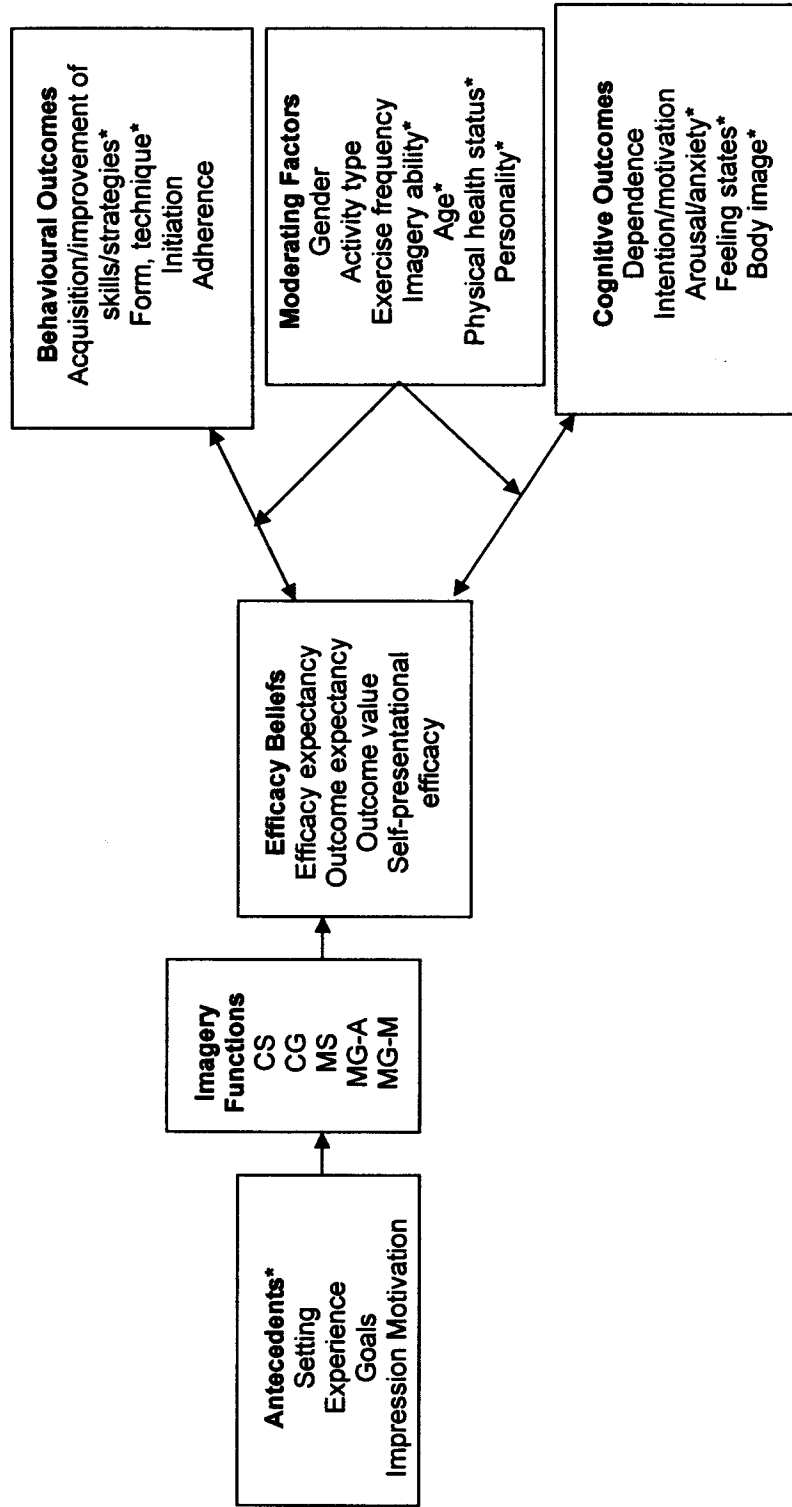 Antecedents*
Setting
Experience
Goals
Impression Motivation
Imagery
Functions
CS
CG
MS
MG-A
MG-M
Efficacy Beliefs
Efficacy expectancy
Outcome expectancy
Outcome value
Self-presentational
efficacy
Behavioural Outcomes
Acquisition/improvement of
skills/strategies*
Form, technique*
Initiation
Adherence
Moderating Factors
Gender
Activity type
Exercise frequency
Imagery ability*
Age*
Physical health status*
Personality*
Cognitive Outcomes
Dependence
Intention/motivation
Arousal/anxiety*
Feeling states*
Body image*